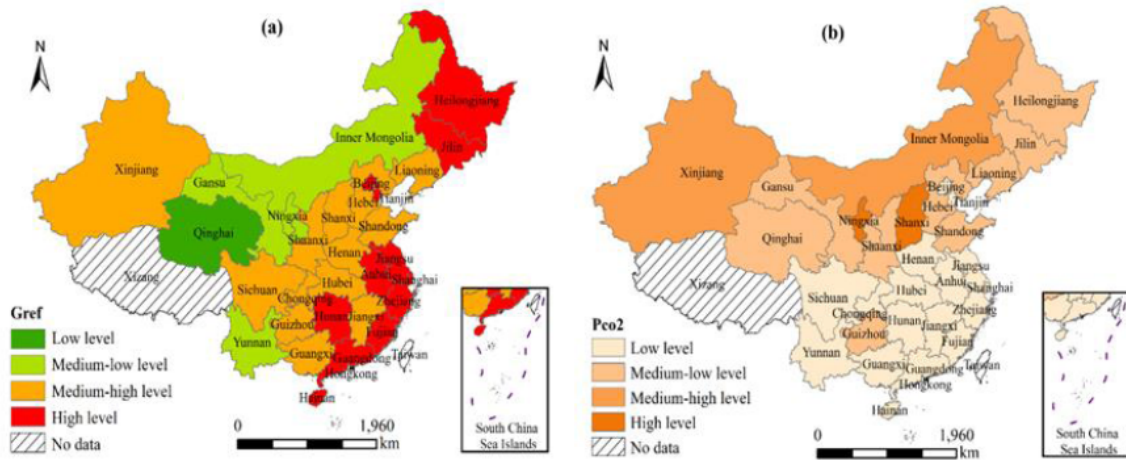 (a)
N
Heilongjiang
Jilin
Inner Mongolia
Liaoning
Xinjiang
Gansu
Beijing
Tianjin
Hebei
Ningxia
Shanxi
Shandong
Qinghai
Shaanxi
Henan
Jiangsu
Xizang
Anhui
Shanghai
Sichuan
Hubei
Chongqing
Zhejiang
Hunan
Jiangxi
Guizhou
Fujian
Yunnan
Guangxi
Guangdong
Taiwan
Hongkong
Hainan
Gref
Low level
Medium-low level
Medium-high level
High level
No data
0 1,960
km
South China
Sea Islands
(b)
N
Heilongjiang
Jilin
Inner Mongolia
Liaoning
Xinjiang
Gansu
Beijing
Tianjin
Hebei
Ningxia
Shanxi
Shandong
Qinghai
Shaanxi
Henan
Jiangsu
Xizang
Anhui
Shanghai
Sichuan
Hubei
Chongqing
Zhejiang
Hunan
Jiangxi
Guizhou
Fujian
Yunnan
Guangxi
Guangdong
Taiwan
Hongkong
Hainan
Pco2
Low level
Medium-low level
Medium-high level
High level
No data
0 1,960
km
South China
Sea Islands